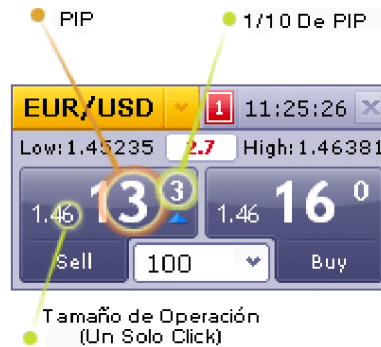 PIP
1/10 De PIP
EUR/USD 1 11:25:26
Low:1.45235 2.7 High:1.46381
1.46 13 3 1.46 16 0
Sell 100 Buy
Tamaño de Operación
(Un Solo Click)